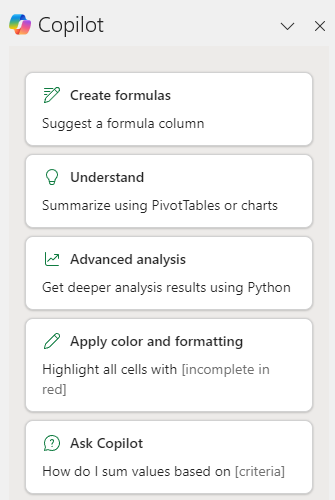 Copilot
Create formulas
Suggest a formula column
Understand
Summarize using PivotTables or charts
Advanced analysis
Get deeper analysis results using Python
Apply color and formatting
Highlight all cells with [incomplete in
red]
Ask Copilot
How do I sum values based on [criteria]